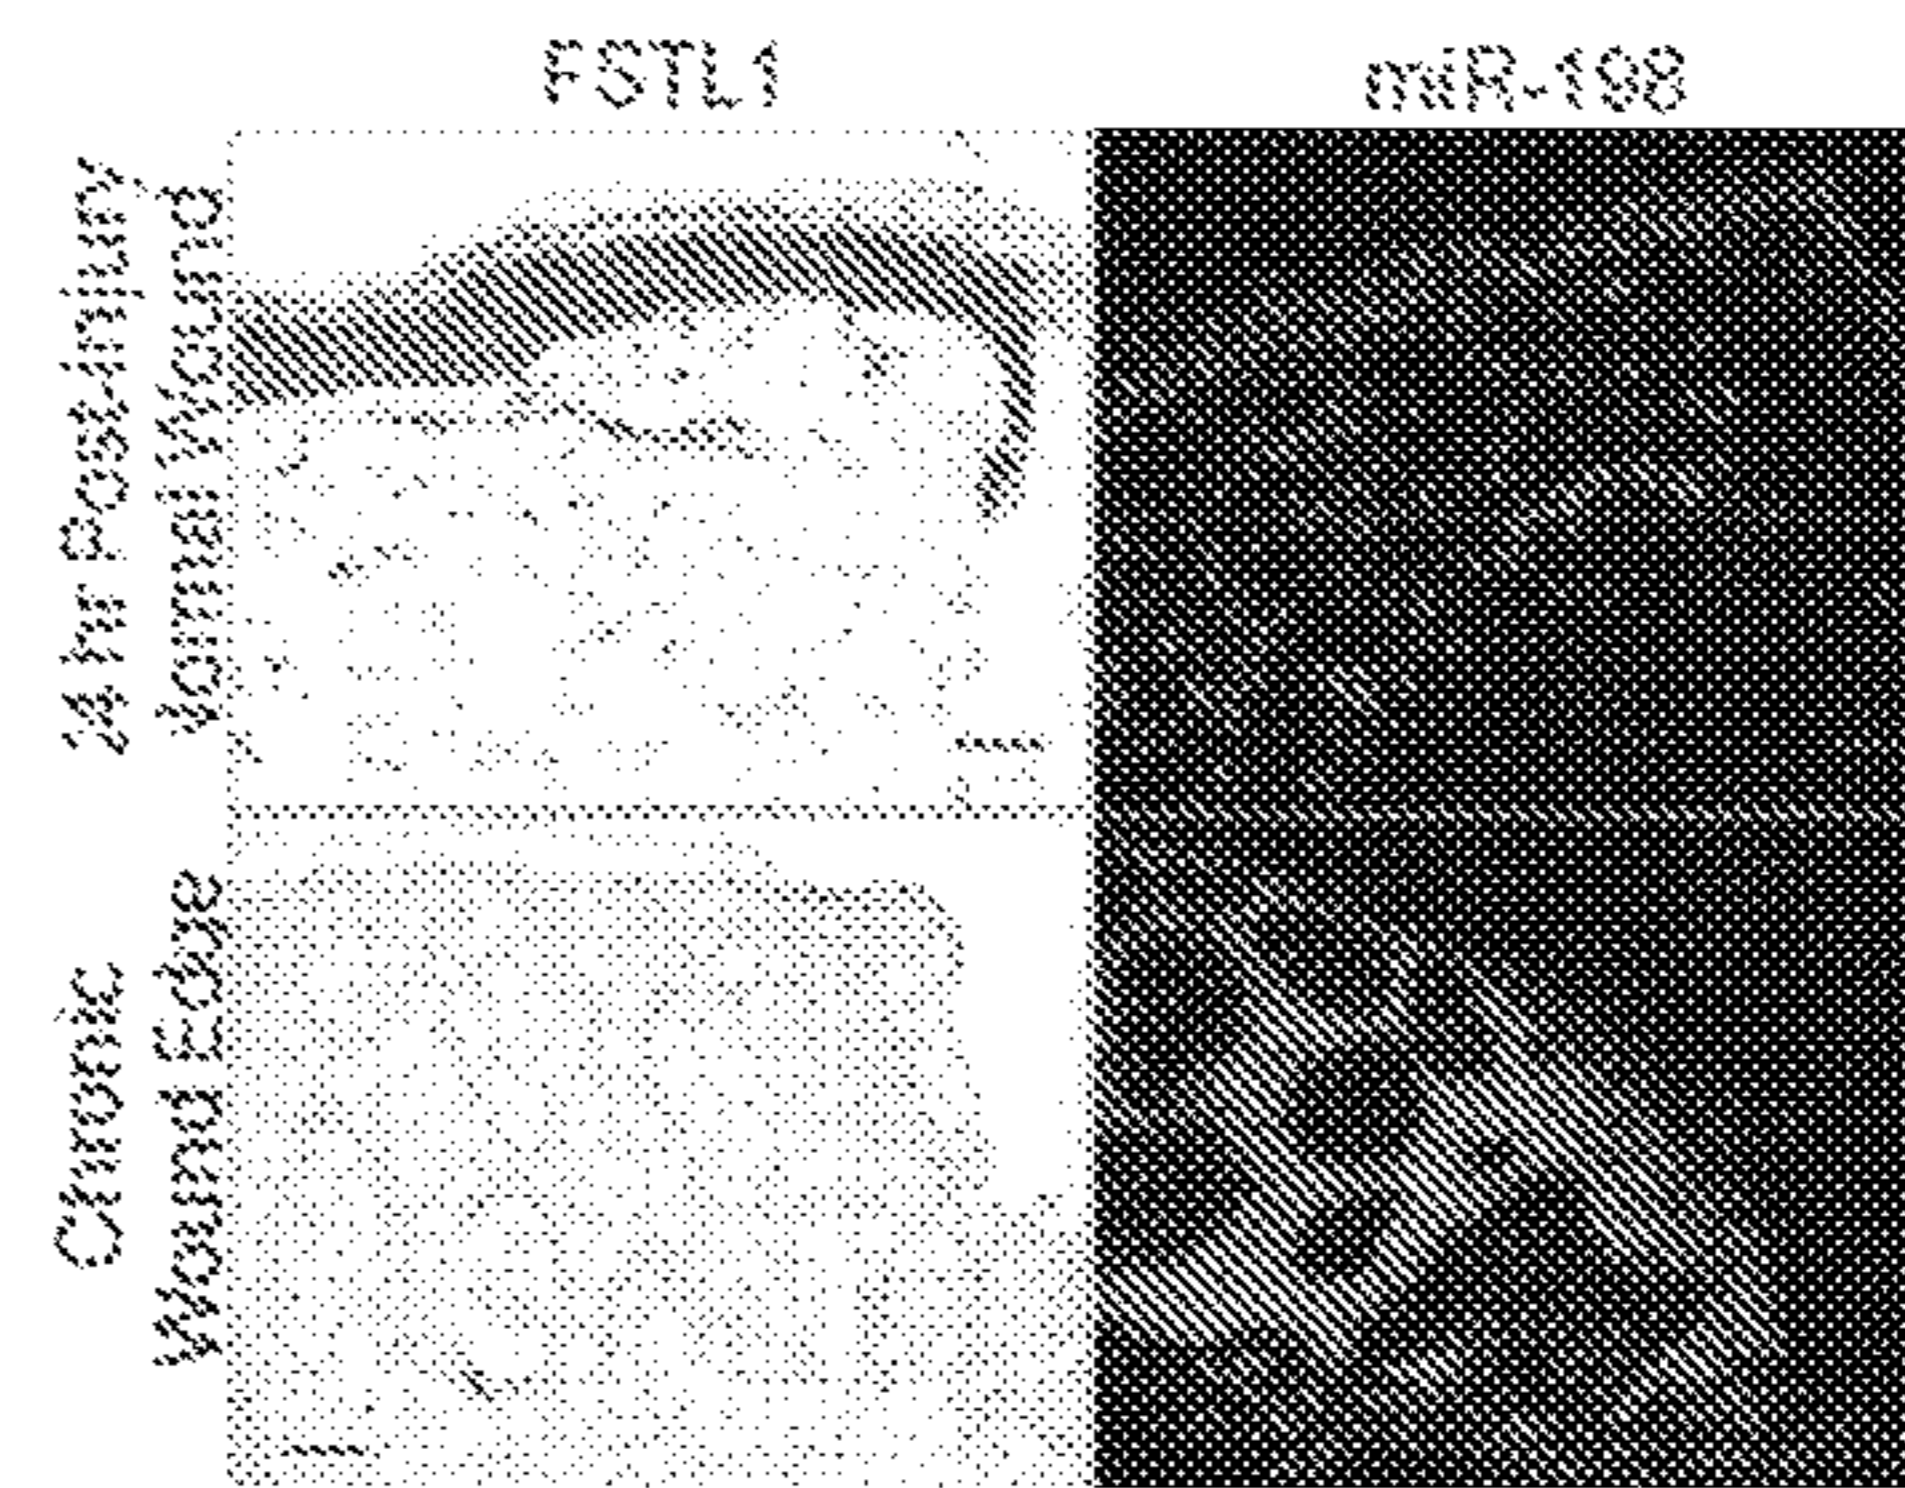 FSTL1
miR-198
24 hr Post-Injury
Normal Wound
Chronic
Wound Edge